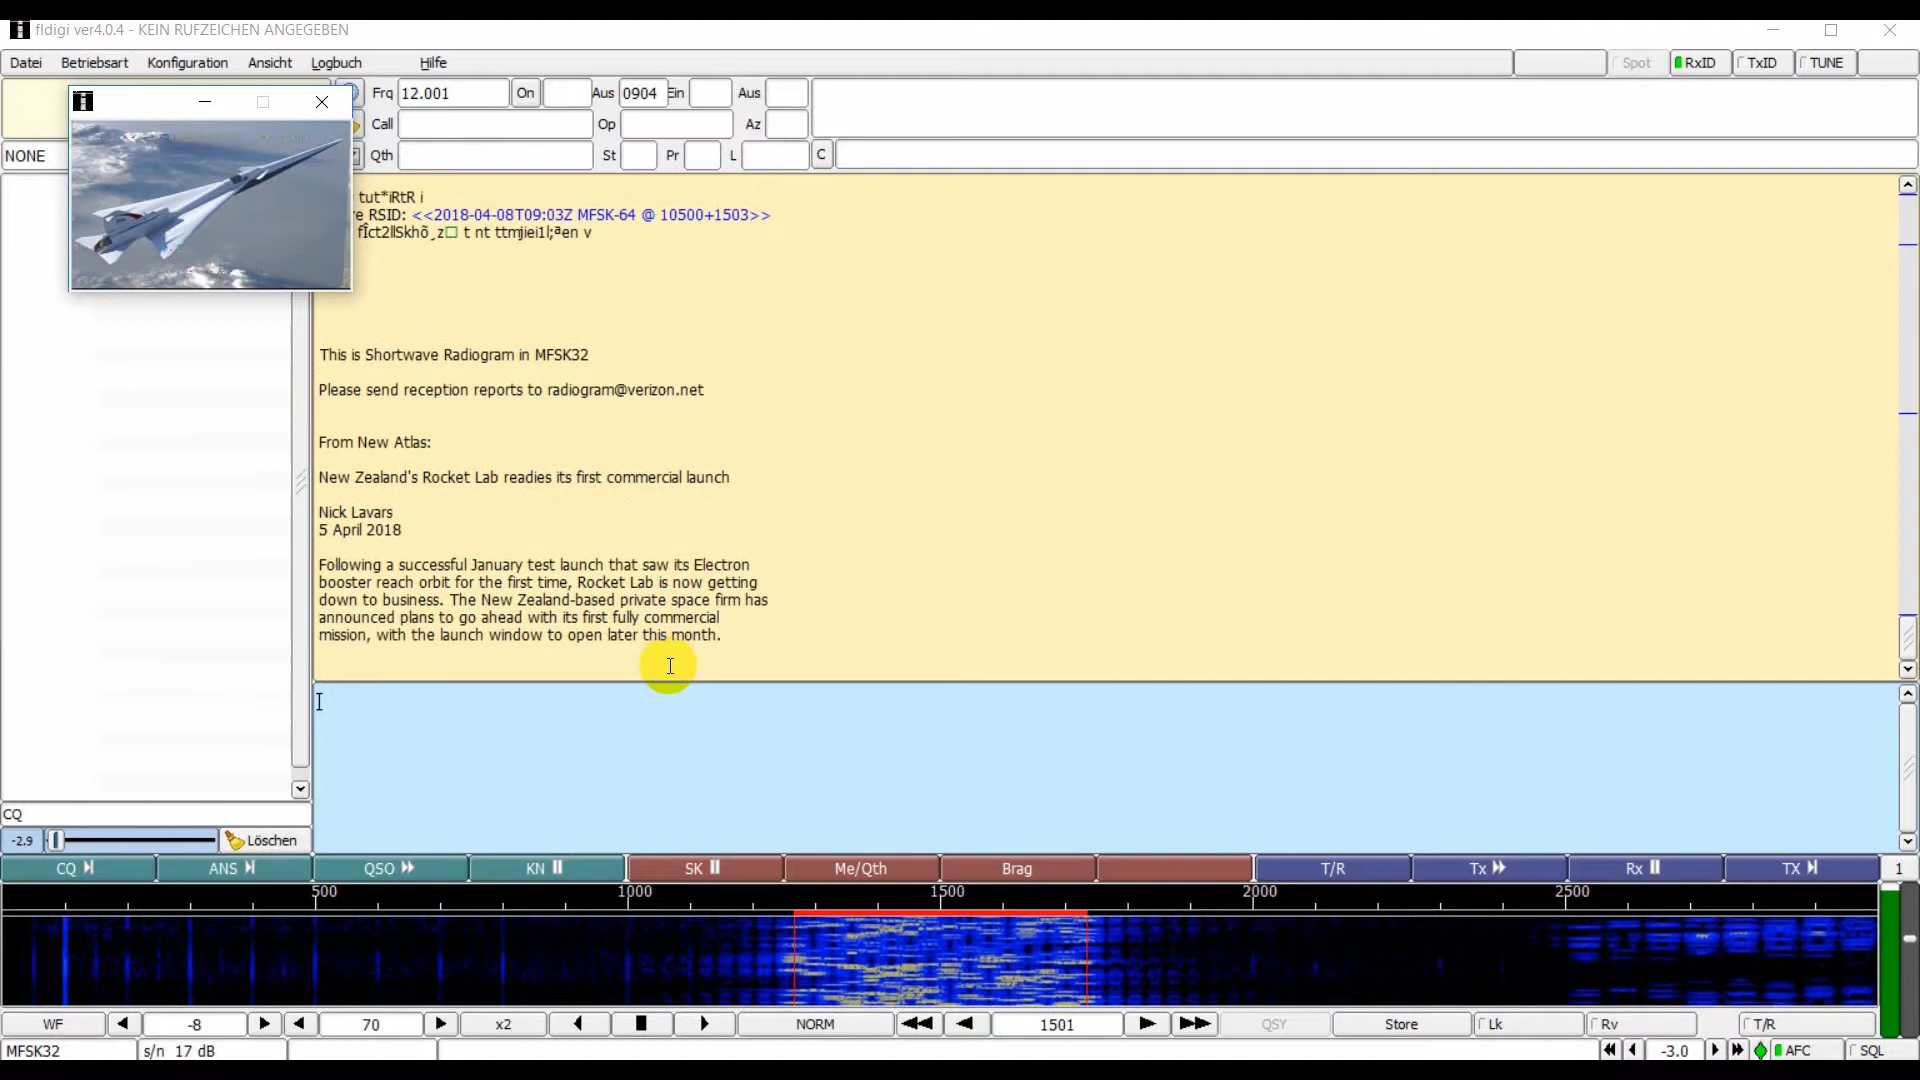 fldigi ver4.0.4 - KEIN RUFZEICHEN ANGEGEBEN
Datei Betriebsart Konfiguration Ansicht Logbuch Hilfe
Spot RxID TxID TUNE
Frq 12.001 On Aus 0904 Ein Aus
Call Op Az
NONE Qth St Pr L C
tut*iRtR i
e RSID: <<2018-04-08T09:03Z MFSK-64 @ 10500+1503>>
t nt ttmjiei1l;ªen v
This is Shortwave Radiogram in MFSK32
Please send reception reports to radiogram@verizon.net
From New Atlas:
New Zealand's Rocket Lab readies its first commercial launch
Nick Lavars
5 April 2018
Following a successful January test launch that saw its Electron
booster reach orbit for the first time, Rocket Lab is now getting
down to business. The New Zealand-based private space firm has
announced plans to go ahead with its first fully commercial
mission, with the launch window to open later this month.
CQ
-2.9 Löschen
CQ ANS QSO KN SK Me/Qth Brag T/R Tx Rx TX 1
500 1000 1500 2000 2500
WF -8 70 x2 NORM 1501 QSY Store Lk Rv T/R
MFSK32 s/n 17 dB -3.0 AFC SQL